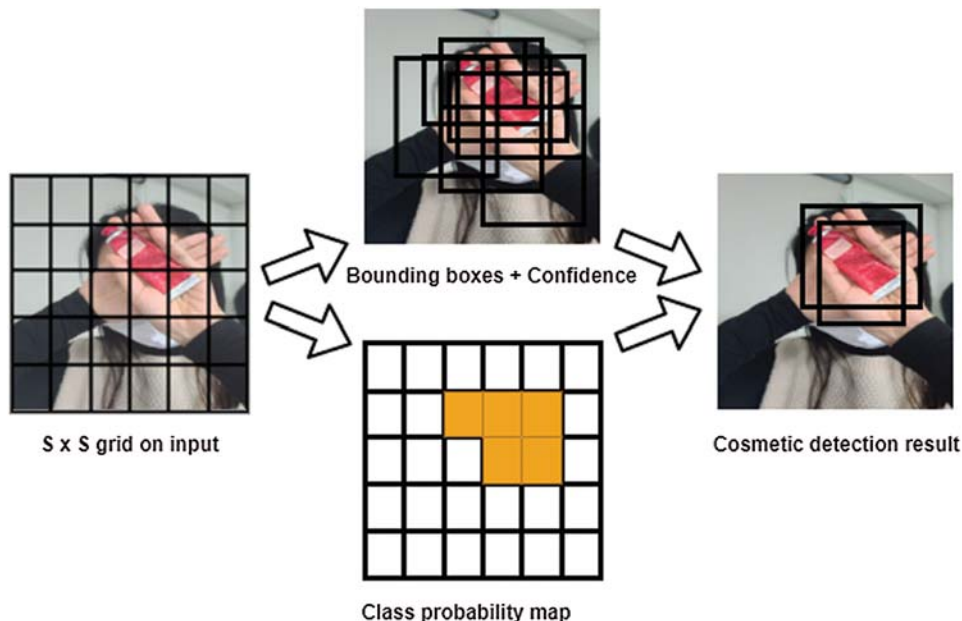 Bounding boxes + Confidence
S x S grid on input
Cosmetic detection result
Class probability map